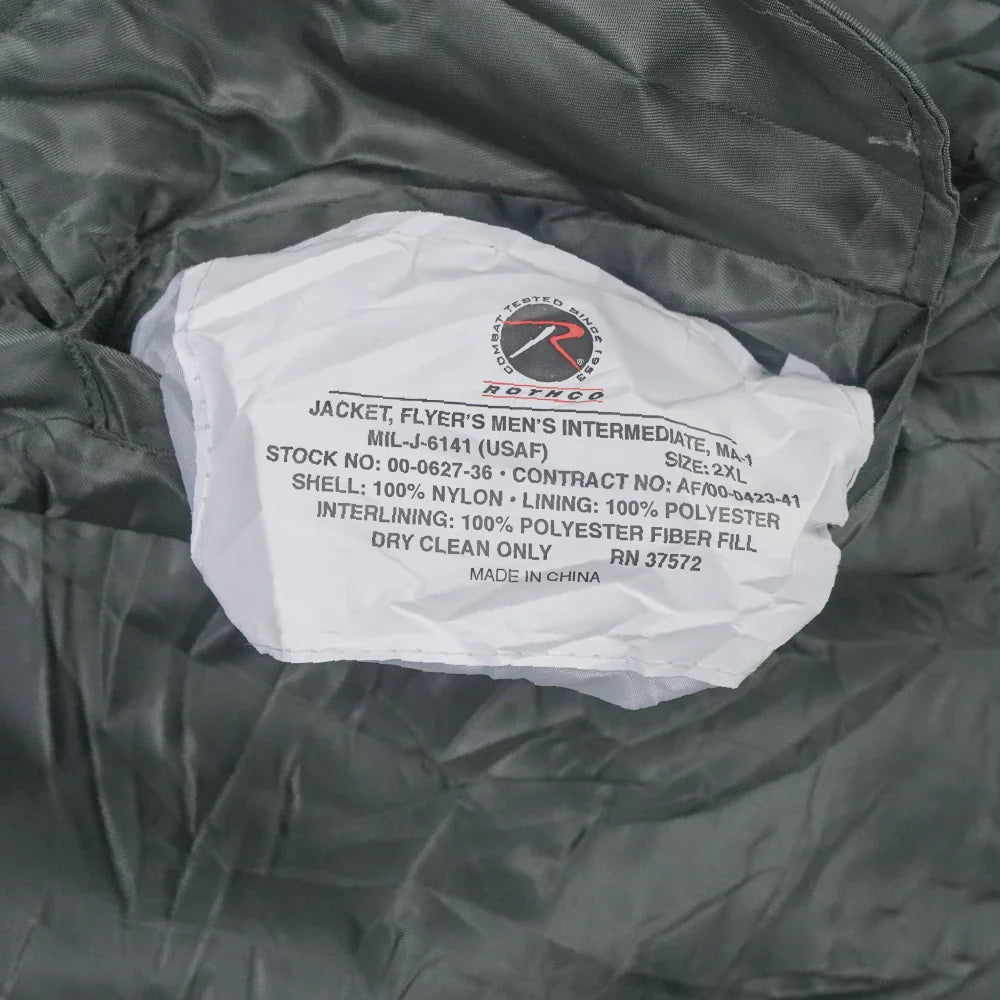 COMBAT TESTED SINCE 1953
R
®
ROTHCO
JACKET, FLYER'S MEN'S INTERMEDIATE, MA-1
MIL-J-6141 (USAF) SIZE: 2XL
STOCK NO: 00-0627-36 • CONTRACT NO: AF/00-0423-41
SHELL: 100% NYLON • LINING: 100% POLYESTER
INTERLINING: 100% POLYESTER FIBER FILL
DRY CLEAN ONLY RN 37572
MADE IN CHINA